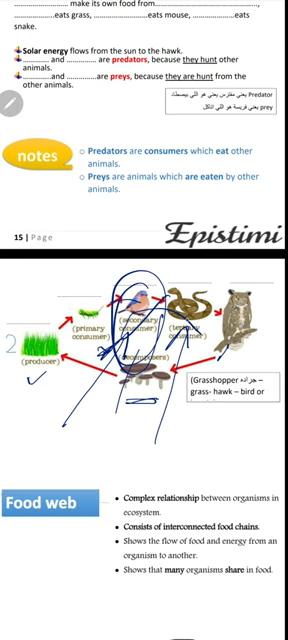 ........................ make its own food from.......................................................,
..................eats grass, ........................eats mouse, ...................eats
snake.
Solar energy flows from the sun to the hawk.
............ and .............. are predators, because they hunt other
animals.
............and ............... are preys, because they are hunt from the
other animals.
Predator يعني مفترس يعني هو اللي بيصطاد
prey يعني فريسة هو اللي اتاكل
notes
o Predators are consumers which eat other
animals.
o Preys are animals which are eaten by other
animals.
15 | Page
Epistimi
(primary
consumer)
(secondary
consumer)
(tertiary
consumer)
2
(producer)
(decomposers)
(Grasshopper جراده –
grass- hawk – bird or
Food web
• Complex relationship between organisms in
ecosystem.
• Consists of interconnected food chains.
• Shows the flow of food and energy from an
organism to another.
• Shows that many organisms share in food.